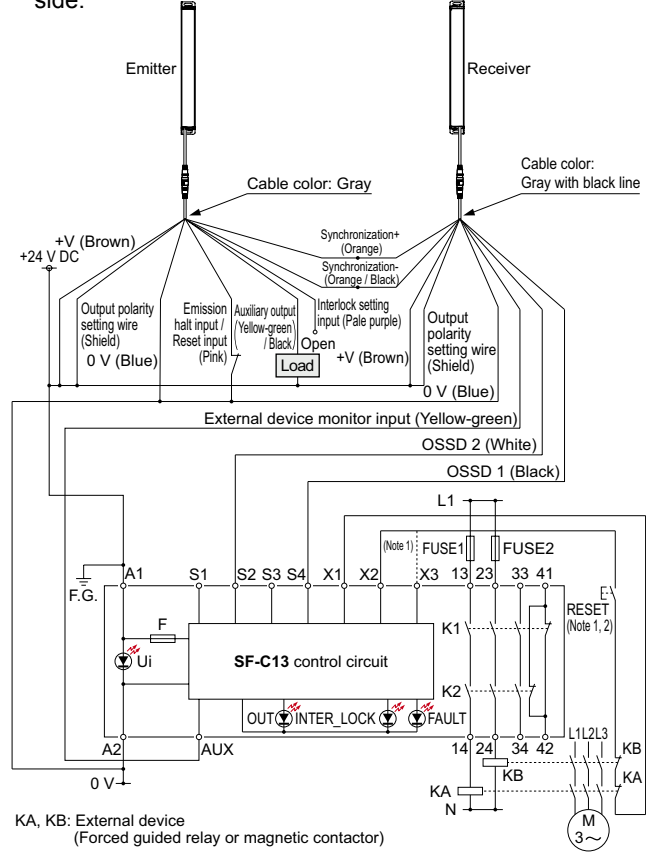 side.
Emitter
Receiver
Cable color: Gray
Cable color:
Gray with black line
+V (Brown)
+24 V DC
Synchronization+
(Orange)
Synchronization-
(Orange / Black)
Output polarity
setting wire
(Shield)
0 V (Blue)
Emission
halt input /
Reset input
(Pink)
Auxiliary output
(Yellow-green
/ Black)
Interlock setting
input (Pale purple)
Open
Load
+V (Brown)
Output
polarity
setting wire
(Shield)
0 V (Blue)
External device monitor input (Yellow-green)
OSSD 2 (White)
OSSD 1 (Black)
L1
(Note 1)
FUSE1
FUSE2
F.G.
A1
S1
S2
S3
S4
X1
X2
X3
13
23
33
41
RESET
(Note 1, 2)
F
Ui
SF-C13 control circuit
K1
K2
OUT
INTER_LOCK
FAULT
A2
AUX
14
24
34
42
L1L2L3
KB
KA
KB
KA
0 V
N
M
3~
KA, KB: External device
(Forced guided relay or magnetic contactor)